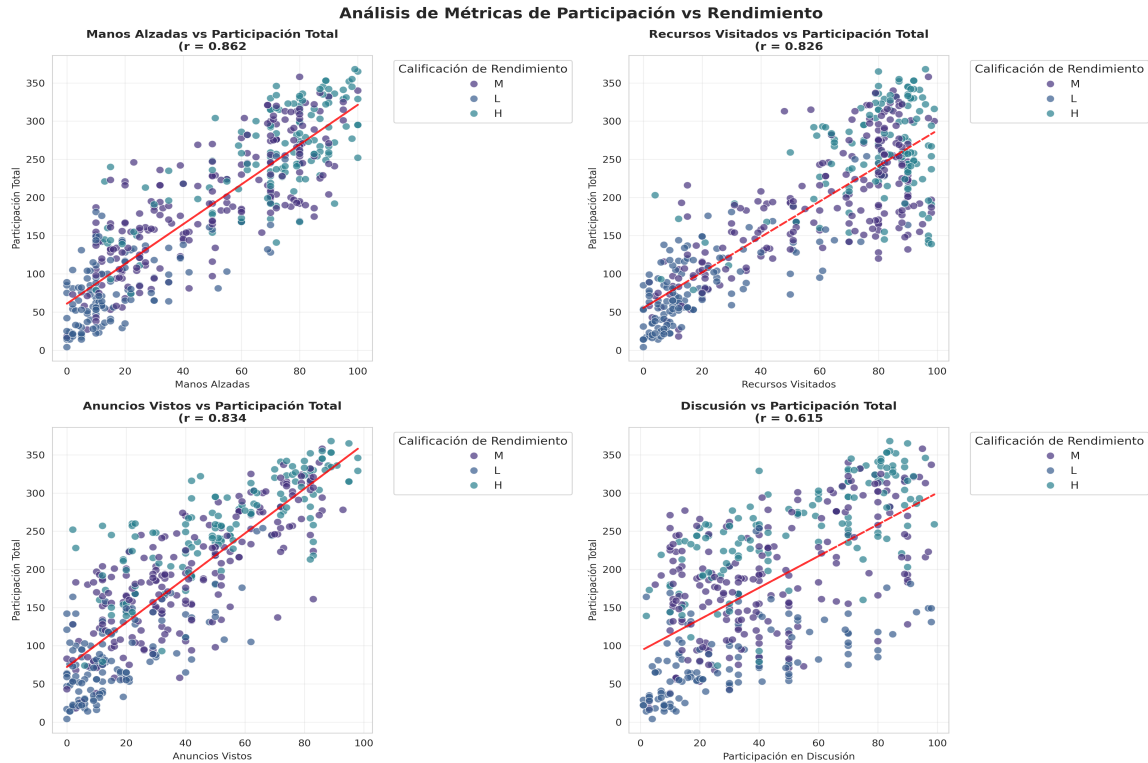 Análisis de Métricas de Participación vs Rendimiento
Manos Alzadas vs Participación Total
(r = 0.862
Participación Total
350
300
250
200
150
100
50
0
0 20 40 60 80 100
Manos Alzadas
Calificación de Rendimiento
M
L
H
Recursos Visitados vs Participación Total
(r = 0.826
Participación Total
350
300
250
200
150
100
50
0
0 20 40 60 80 100
Recursos Visitados
Calificación de Rendimiento
M
L
H
Anuncios Vistos vs Participación Total
(r = 0.834
Participación Total
350
300
250
200
150
100
50
0
0 20 40 60 80 100
Anuncios Vistos
Calificación de Rendimiento
M
L
H
Discusión vs Participación Total
(r = 0.615
Participación Total
350
300
250
200
150
100
50
0
0 20 40 60 80 100
Participación en Discusión
Calificación de Rendimiento
M
L
H